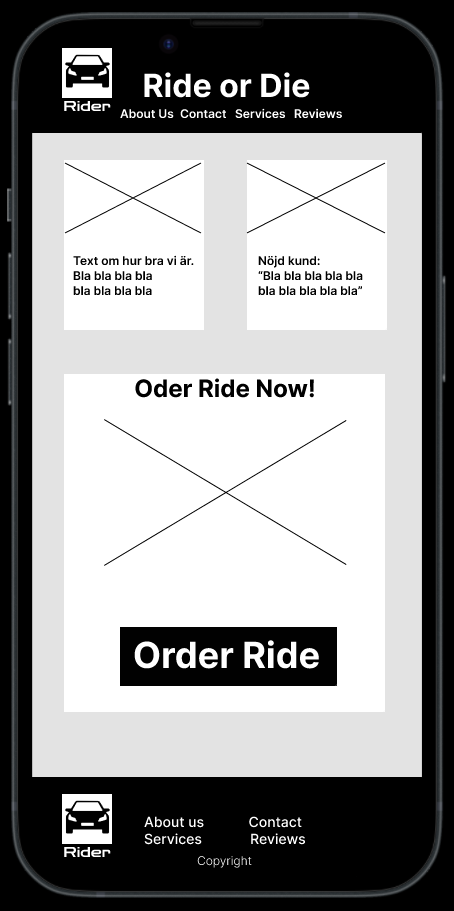 Rider
Ride or Die
About Us Contact Services Reviews
Text om hur bra vi är.
Bla bla bla bla
bla bla bla bla
Nöjd kund:
“Bla bla bla bla bla
bla bla bla bla bla”
Oder Ride Now!
Order Ride
Rider
About us Contact
Services Reviews
Copyright